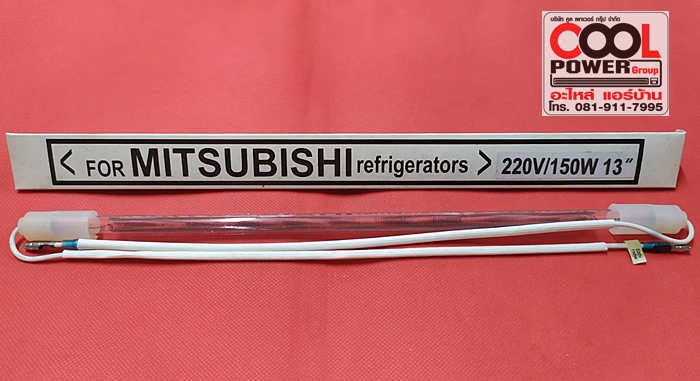 บริษัท คูล เพาเวอร์ กรุ๊ป จำกัด
COOL
POWER Group
อะไหล่ แอร์บ้าน
โทร. 081-911-7995
< FOR MITSUBISHI refrigerators > 220V/150W 13"